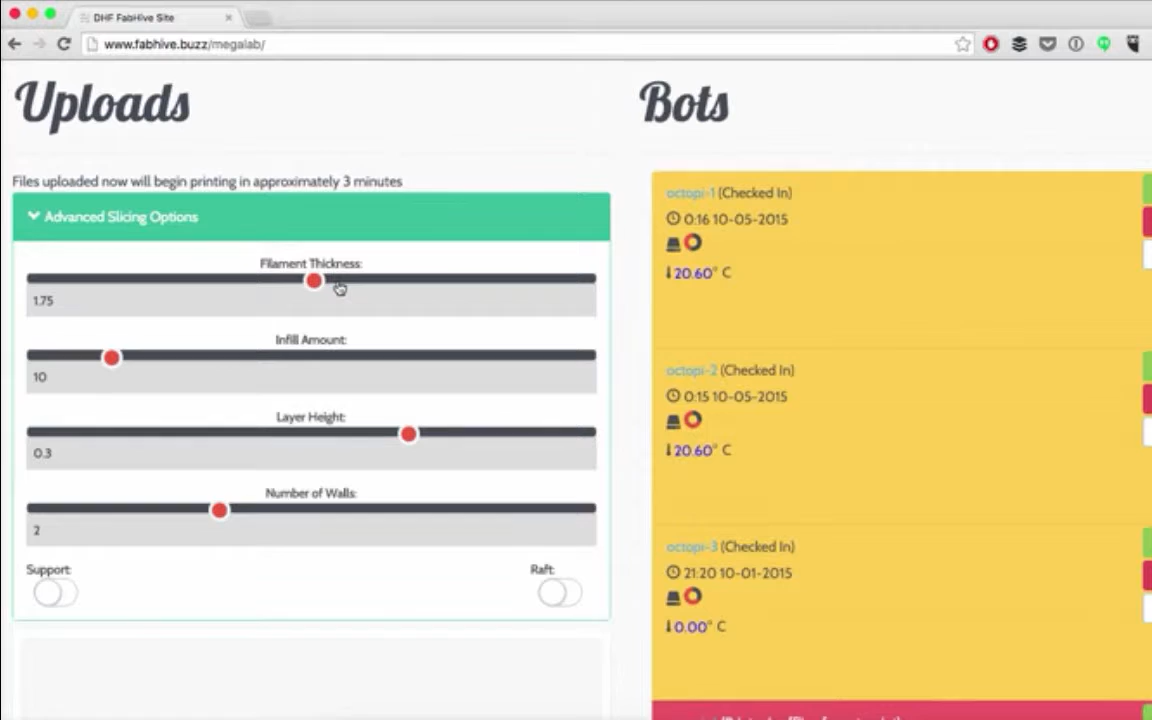 DHF FabHive Site
www.fabhive.buzz/megalab/
Uploads
Files uploaded now will begin printing in approximately 3 minutes
Advanced Slicing Options
Filament Thickness:
1.75
Infill Amount:
10
Layer Height:
0.3
Number of Walls:
2
Support:
Raft:
Bots
octopi-1 (Checked In)
0:16 10-05-2015
20.60° C
octopi-2 (Checked In)
0:15 10-05-2015
20.60° C
octopi-3 (Checked In)
21:20 10-01-2015
0.00° C